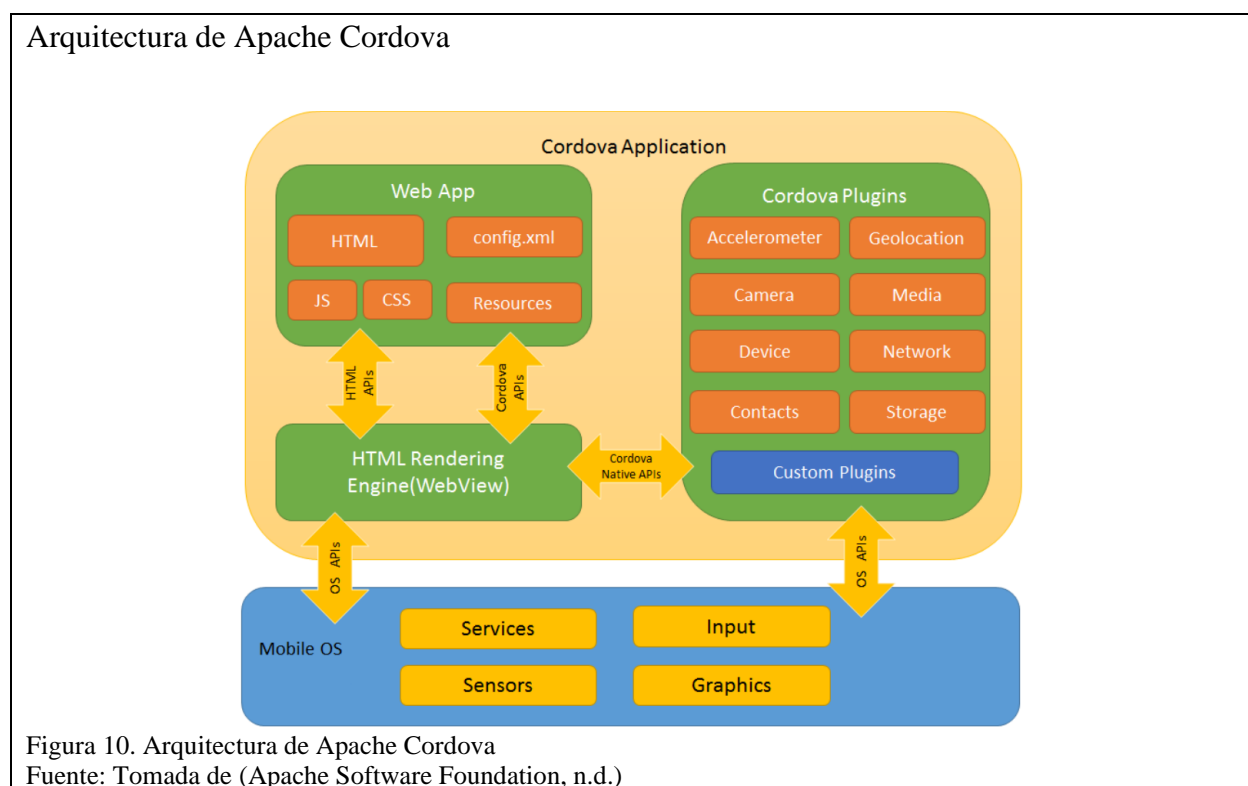 Arquitectura de Apache Cordova
Cordova Application
Web App
HTML
config.xml
JS
CSS
Resources
HTML
APIs
Cordova
APIs
HTML Rendering
Engine(WebView)
Cordova
Native APIs
Cordova Plugins
Accelerometer
Geolocation
Camera
Media
Device
Network
Contacts
Storage
Custom Plugins
OS APIs
OS APIs
Mobile OS
Services
Input
Sensors
Graphics
Figura 10. Arquitectura de Apache Cordova
Fuente: Tomada de (Apache Software Foundation, n.d.)